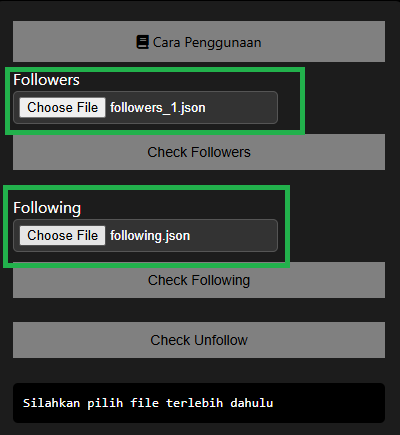 Cara Penggunaan
Followers
Choose File followers_1.json
Check Followers
Following
Choose File following.json
Check Following
Check Unfollow
Silahkan pilih file terlebih dahulu